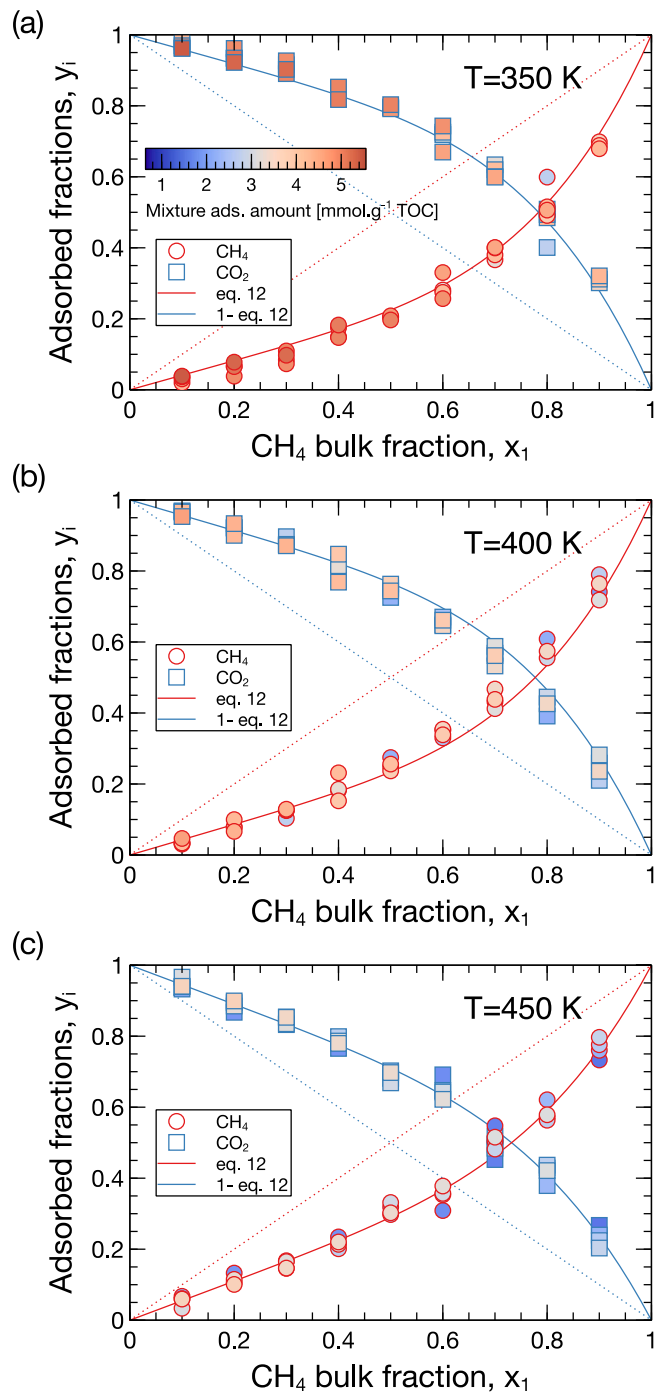 (a)
1
0.8
0.6
0.4
0.2
0
Adsorbed fractions, yᵢ
T=350 K
1 2 3 4 5
Mixture ads. amount [mmol.g⁻¹ TOC]
CH₄
CO₂
eq. 12
1- eq. 12
0 0.2 0.4 0.6 0.8 1
CH₄ bulk fraction, x₁
(b)
1
0.8
0.6
0.4
0.2
0
Adsorbed fractions, yᵢ
T=400 K
CH₄
CO₂
eq. 12
1- eq. 12
0 0.2 0.4 0.6 0.8 1
CH₄ bulk fraction, x₁
(c)
1
0.8
0.6
0.4
0.2
0
Adsorbed fractions, yᵢ
T=450 K
CH₄
CO₂
eq. 12
1- eq. 12
0 0.2 0.4 0.6 0.8 1
CH₄ bulk fraction, x₁